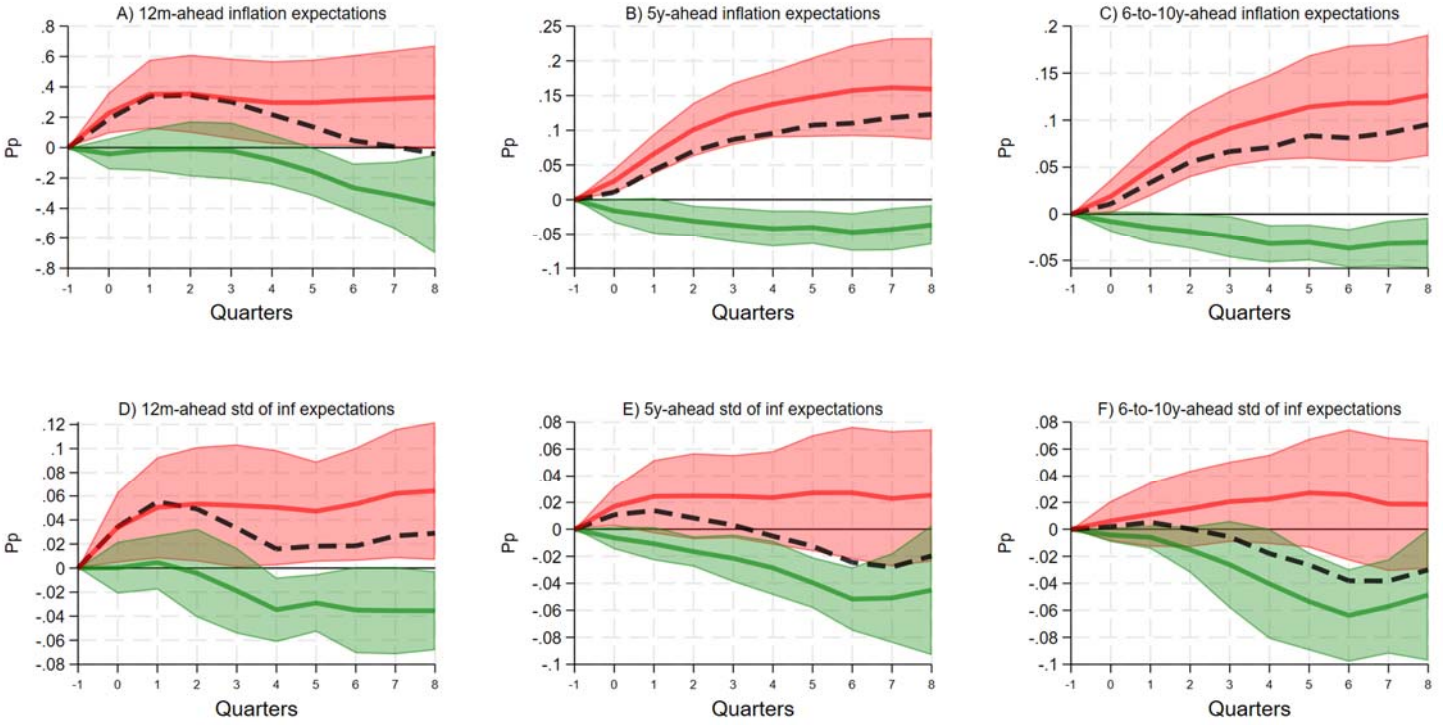 A) 12m-ahead inflation expectations
.8
.6
.4
.2
0
-.2
-.4
-.6
-.8
Pp
-1 0 1 2 3 4 5 6 7 8
Quarters
B) 5y-ahead inflation expectations
.25
.2
.15
.1
.05
0
-.05
-.1
Pp
-1 0 1 2 3 4 5 6 7 8
Quarters
C) 6-to-10y-ahead inflation expectations
.2
.15
.1
.05
0
-.05
Pp
-1 0 1 2 3 4 5 6 7 8
Quarters
D) 12m-ahead std of inf expectations
.12
.1
.08
.06
.04
.02
0
-.02
-.04
-.06
-.08
Pp
-1 0 1 2 3 4 5 6 7 8
Quarters
E) 5y-ahead std of inf expectations
.08
.06
.04
.02
0
-.02
-.04
-.06
-.08
-.1
Pp
-1 0 1 2 3 4 5 6 7 8
Quarters
F) 6-to-10y-ahead std of inf expectations
.08
.06
.04
.02
0
-.02
-.04
-.06
-.08
-.1
Pp
-1 0 1 2 3 4 5 6 7 8
Quarters